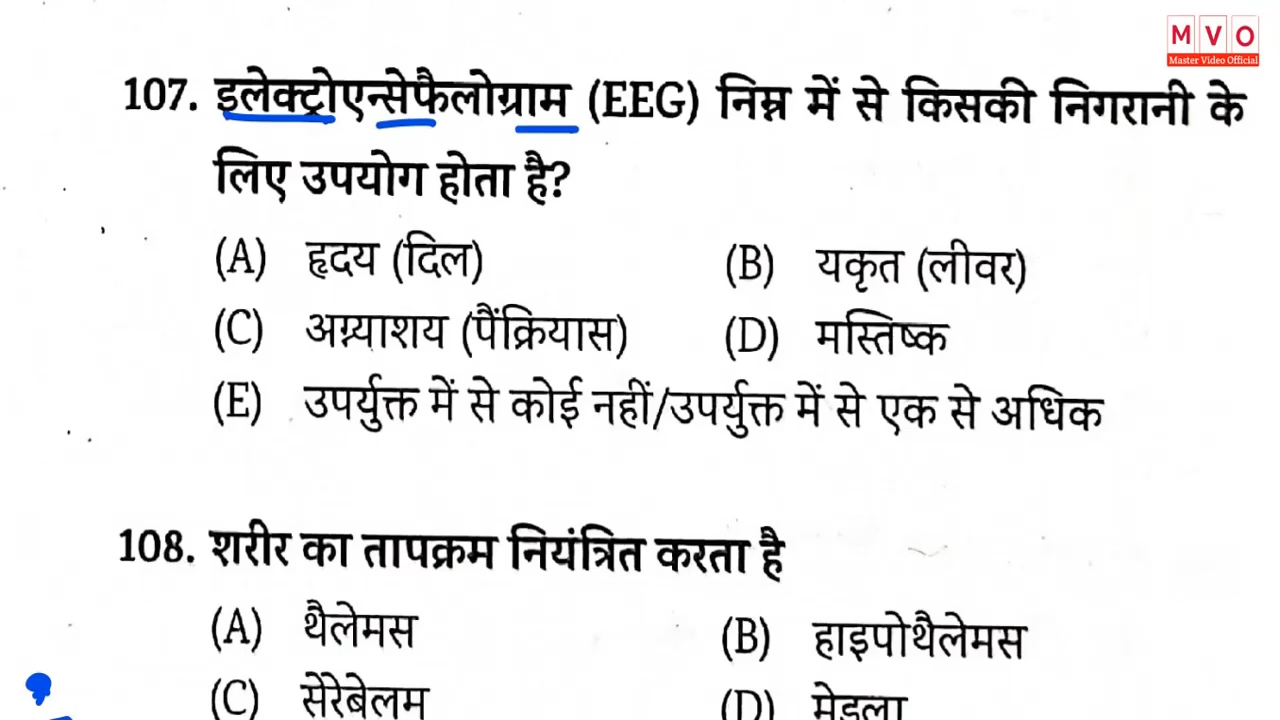 M V O
Master Video Official
107. इलेक्ट्रोएन्सेफैलोग्राम (EEG) निम्न में से किसकी निगरानी के
लिए उपयोग होता है?
(A) हृदय (दिल) (B) यकृत (लीवर)
(C) अग्न्याशय (पैंक्रियास) (D) मस्तिष्क
(E) उपर्युक्त में से कोई नहीं/उपर्युक्त में से एक से अधिक
108. शरीर का तापक्रम नियंत्रित करता है
(A) थैलेमस (B) हाइपोथैलेमस
(C) सेरेबेलम (D) मेडुला